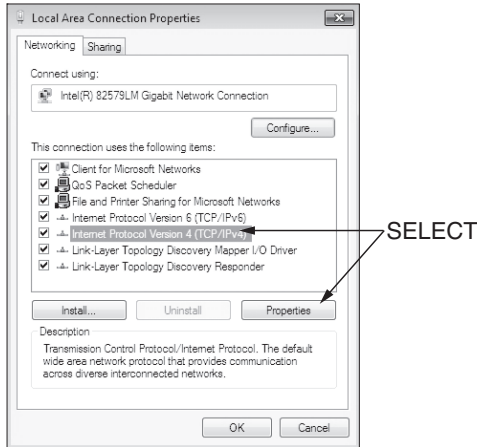 Local Area Connection Properties
Networking
Sharing
Connect using:
Intel(R) 82579LM Gigabit Network Connection
Configure...
This connection uses the following items:
Client for Microsoft Networks
QoS Packet Scheduler
File and Printer Sharing for Microsoft Networks
Internet Protocol Version 6 (TCP/IPv6)
Internet Protocol Version 4 (TCP/IPv4)
SELECT
Link-Layer Topology Discovery Mapper I/O Driver
Link-Layer Topology Discovery Responder
Install...
Uninstall
Properties
Description
Transmission Control Protocol/Internet Protocol. The default
wide area network protocol that provides communication
across diverse interconnected networks.
OK
Cancel